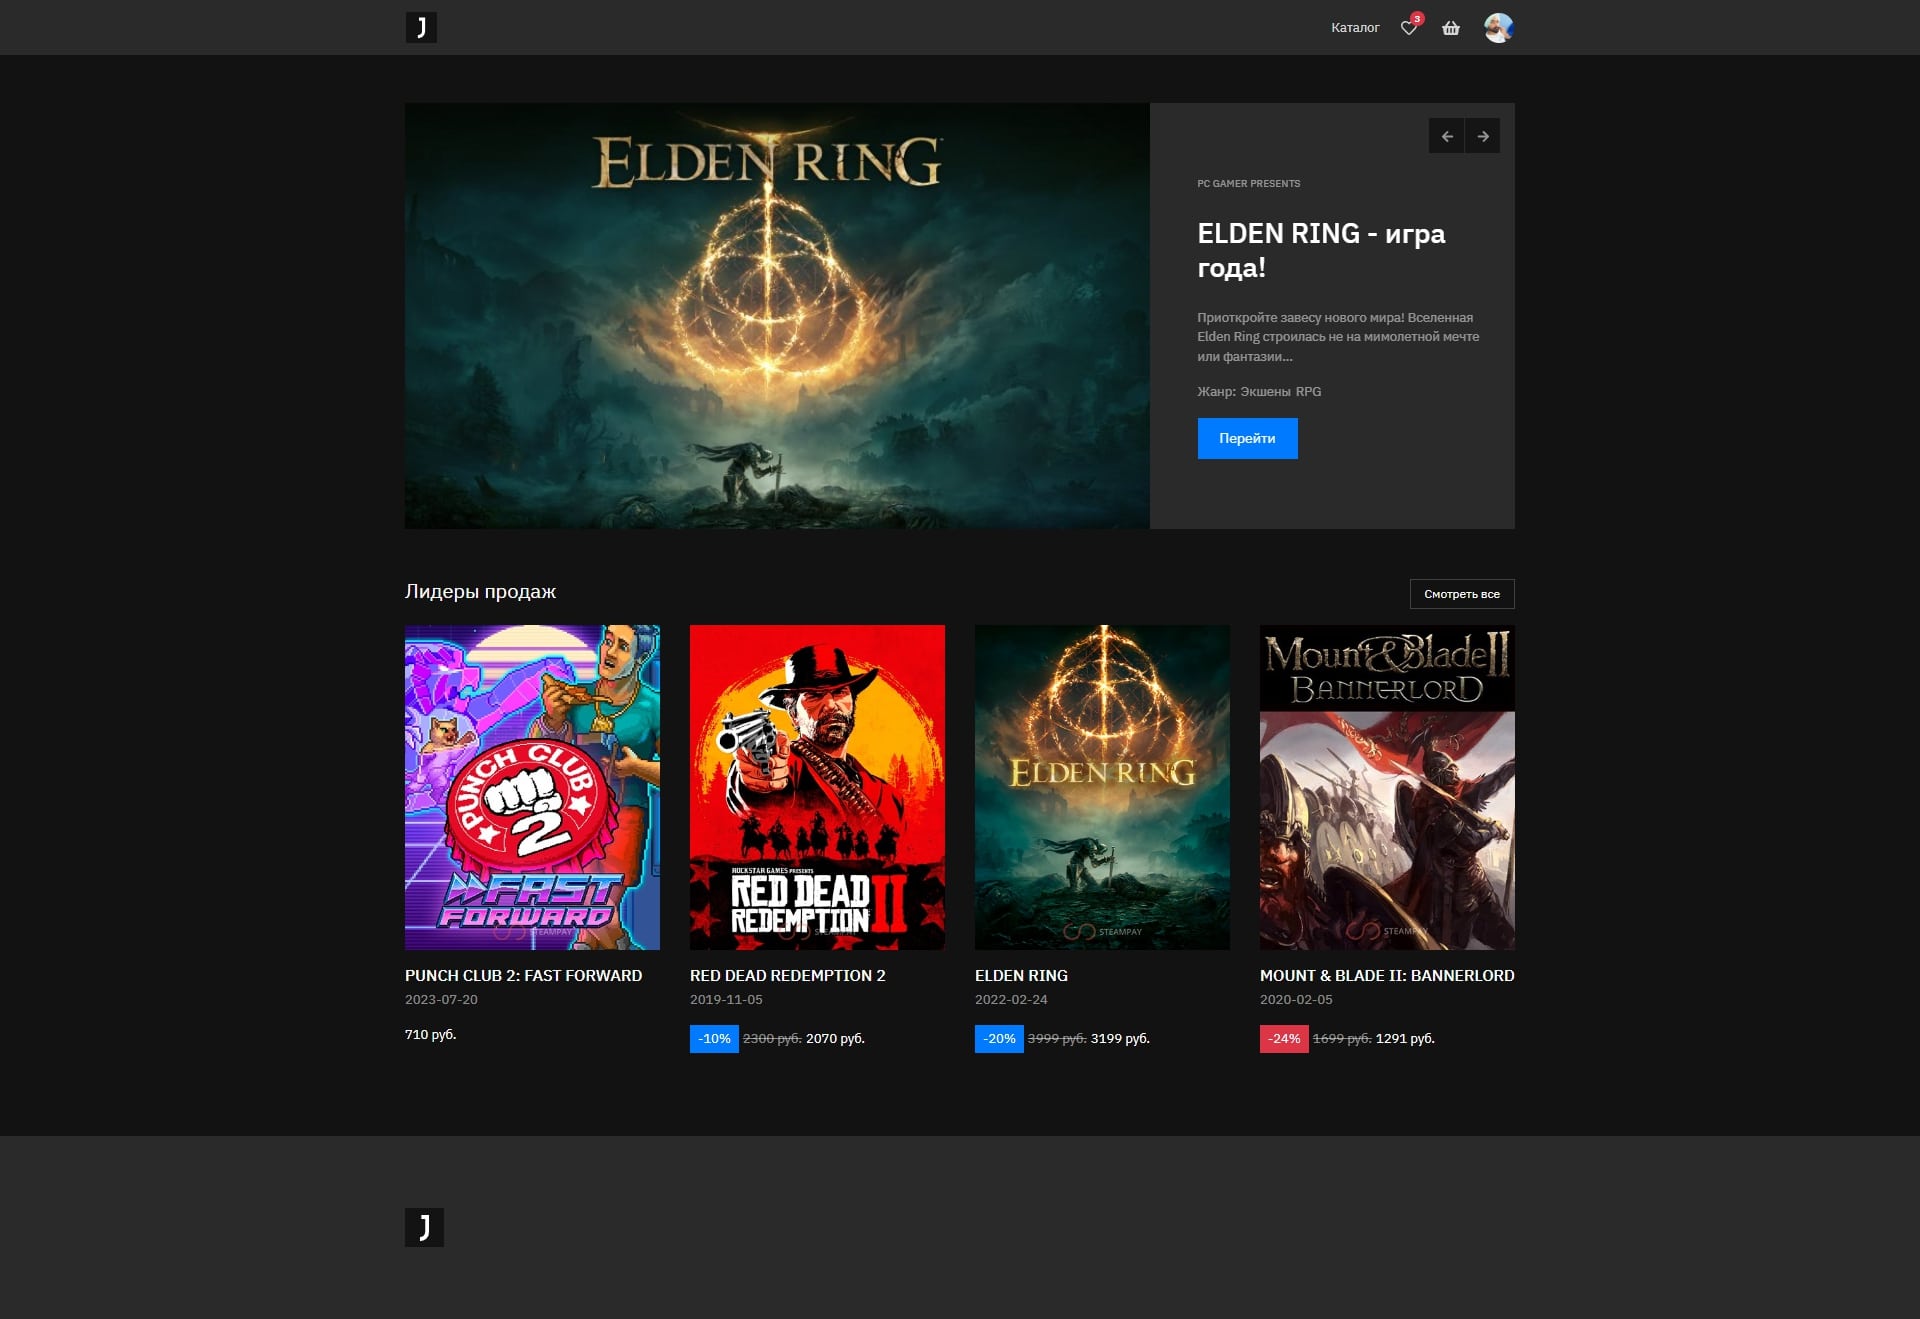 J
Каталог
3
ELDEN RING
PC GAMER PRESENTS
ELDEN RING - игра
года!
Приоткройте завесу нового мира! Вселенная
Elden Ring строилась не на мимолетной мечте
или фантазии...
Жанр: Экшены RPG
Перейти
Лидеры продаж
Смотреть все
PUNCH CLUB
2
FAST
FORWARD
STEAMPAY
ROCKSTAR GAMES PRESENTS
RED DEAD
REDEMPTION II
STEAMPAY
ELDEN RING
STEAMPAY
Mount & Blade II
BANNERLORD
STEAMPAY
PUNCH CLUB 2: FAST FORWARD
2023-07-20
710 руб.
RED DEAD REDEMPTION 2
2019-11-05
-10% 2300 руб. 2070 руб.
ELDEN RING
2022-02-24
-20% 3999 руб. 3199 руб.
MOUNT & BLADE II: BANNERLORD
2020-02-05
-24% 1699 руб. 1291 руб.
J